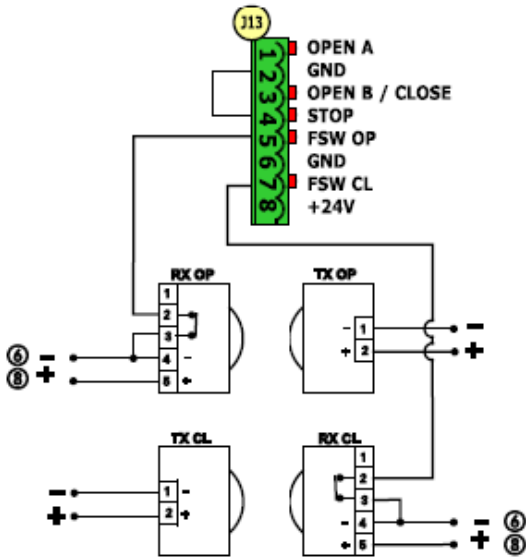 J13
1 OPEN A
2 GND
3 OPEN B / CLOSE
4 STOP
5 FSW OP
6 GND
7 FSW CL
8 +24V
RX OP
1
2
3
4 -
5 +
⑥ -
⑧ +
TX OP
- 1 -
+ 2 +
TX CL
- 1 -
+ 2 +
RX CL
1
2
3
- 4 - ⑥
+ 5 + ⑧